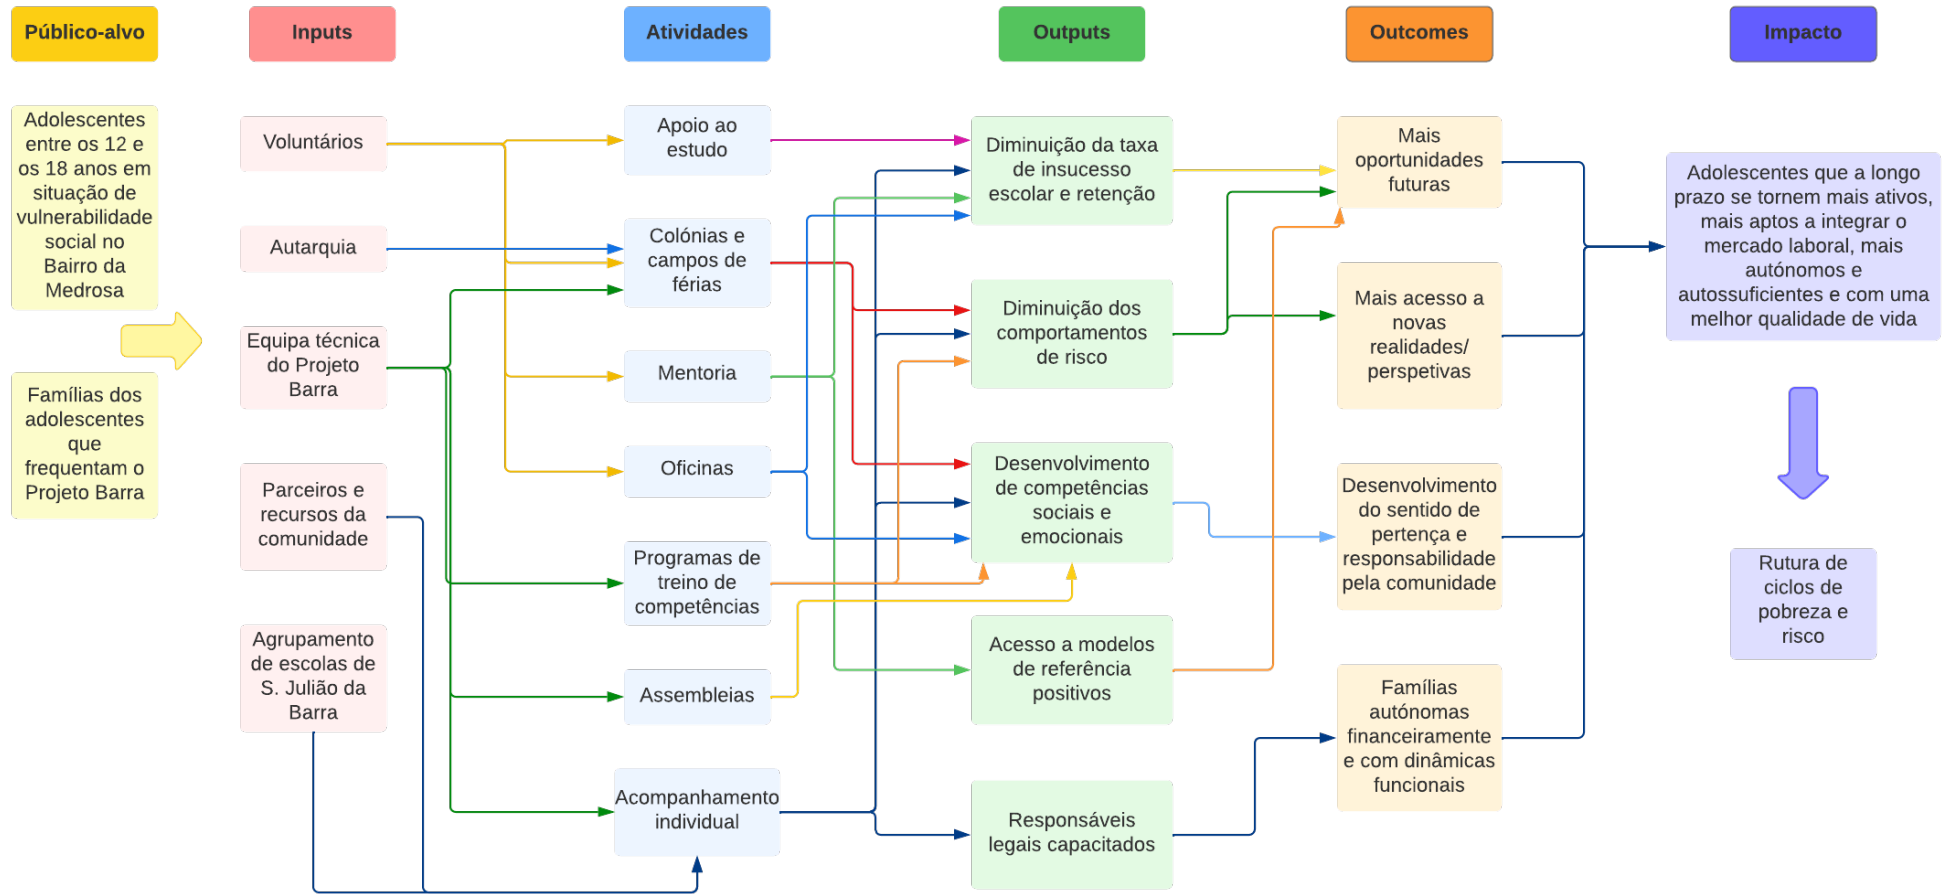 Público-alvo
Inputs
Atividades
Outputs
Outcomes
Impacto
Adolescentes
entre os 12 e
os 18 anos em
situação de
vulnerabilidade
social no
Bairro da
Medrosa
Famílias dos
adolescentes
que
frequentam o
Projeto Barra
Voluntários
Autarquia
Equipa técnica
do Projeto
Barra
Parceiros e
recursos da
comunidade
Agrupamento
de escolas de
S. Julião da
Barra
Apoio ao
estudo
Colónias e
campos de
férias
Mentoria
Oficinas
Programas de
treino de
competências
Assembleias
Acompanhamento
individual
Diminuição da taxa
de insucesso
escolar e retenção
Diminuição dos
comportamentos
de risco
Desenvolvimento
de competências
sociais e
emocionais
Acesso a modelos
de referência
positivos
Responsáveis
legais capacitados
Mais
oportunidades
futuras
Mais acesso a
novas
realidades/
perspetivas
Desenvolvimento
do sentido de
pertença e
responsabilidade
pela comunidade
Famílias
autónomas
financeiramente
e com dinâmicas
funcionais
Adolescentes que a longo
prazo se tornem mais ativos,
mais aptos a integrar o
mercado laboral, mais
autónomos e
autossuficientes e com uma
melhor qualidade de vida
Rutura de
ciclos de
pobreza e
risco